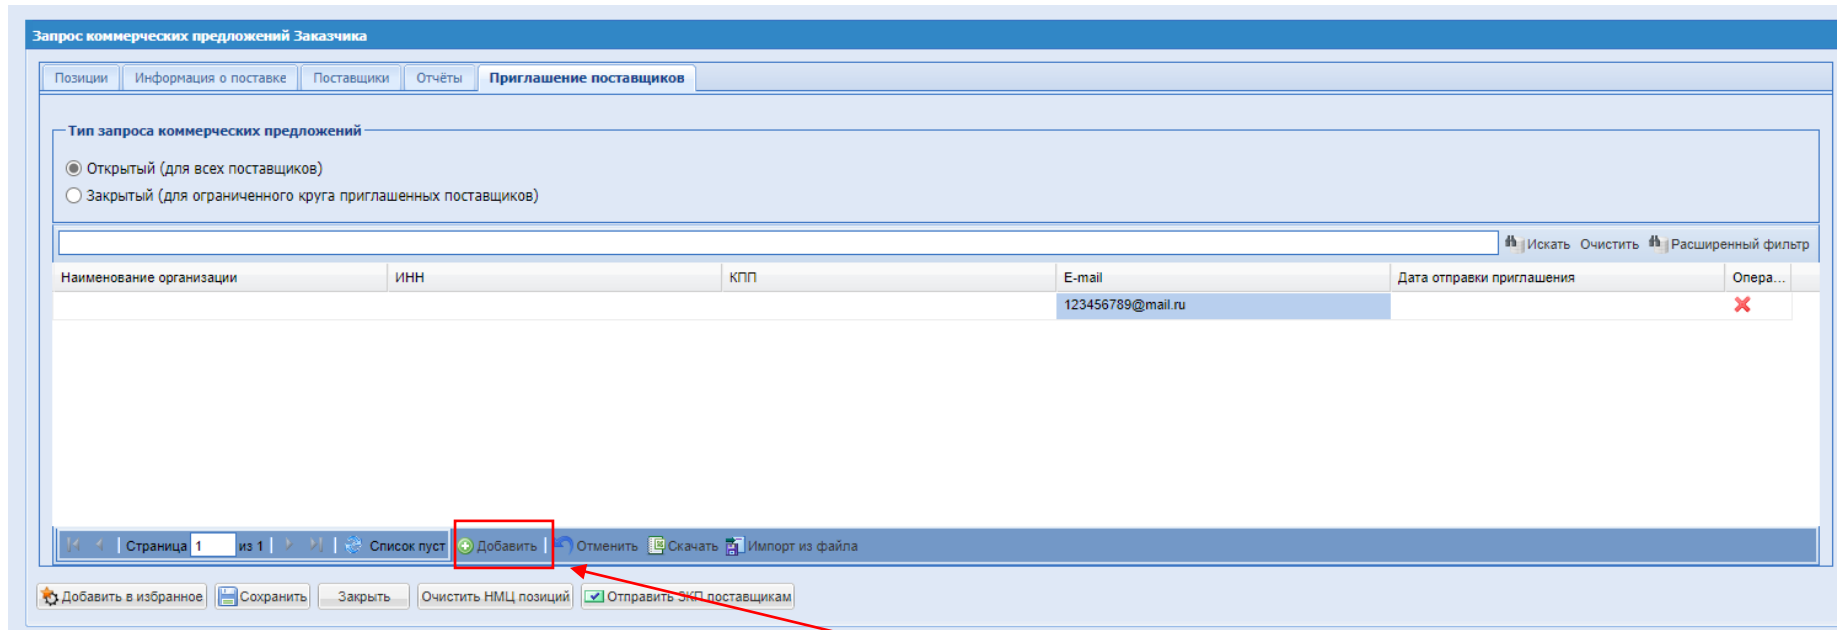 Запрос коммерческих предложений Заказчика
Позиции Информация о поставке Поставщики Отчёты Приглашение поставщиков
Тип запроса коммерческих предложений
Открытый (для всех поставщиков)
Закрытый (для ограниченного круга приглашенных поставщиков)
Искать Очистить Расширенный фильтр
Наименование организации ИНН КПП E-mail Дата отправки приглашения Опера...
123456789@mail.ru
Страница 1 из 1 Список пуст Добавить Отменить Скачать Импорт из файла
Добавить в избранное Сохранить Закрыть Очистить НМЦ позиций Отправить ЗКП поставщикам